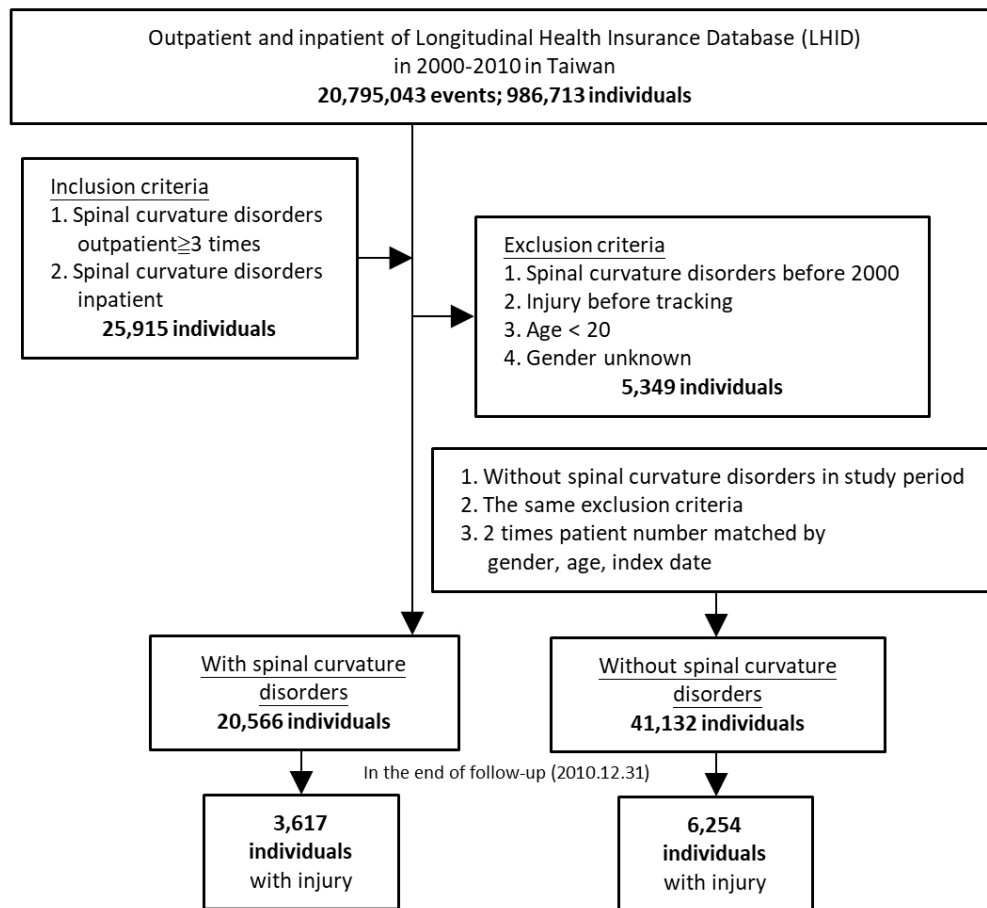 Outpatient and inpatient of Longitudinal Health Insurance Database (LHID)
in 2000-2010 in Taiwan
20,795,043 events; 986,713 individuals
Inclusion criteria
1. Spinal curvature disorders
outpatient≧3 times
2. Spinal curvature disorders
inpatient
25,915 individuals
Exclusion criteria
1. Spinal curvature disorders before 2000
2. Injury before tracking
3. Age < 20
4. Gender unknown
5,349 individuals
1. Without spinal curvature disorders in study period
2. The same exclusion criteria
3. 2 times patient number matched by
gender, age, index date
With spinal curvature
disorders
20,566 individuals
Without spinal curvature
disorders
41,132 individuals
In the end of follow-up (2010.12.31)
3,617
individuals
with injury
6,254
individuals
with injury